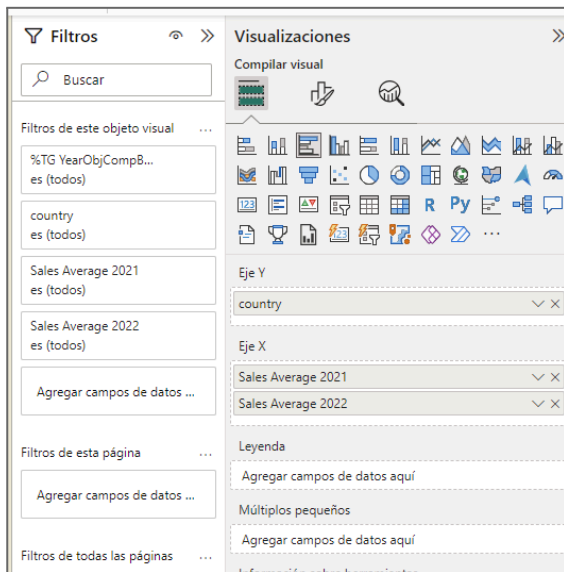 Filtros
Buscar
Filtros de este objeto visual ...
%TG YearObjCompB...
es (todos)
country
es (todos)
Sales Average 2021
es (todos)
Sales Average 2022
es (todos)
Agregar campos de datos ...
Filtros de esta página ...
Agregar campos de datos ...
Filtros de todas las páginas ...
Visualizaciones
Compilar visual
123
R
Py
123
...
Eje Y
country
Eje X
Sales Average 2021
Sales Average 2022
Leyenda
Agregar campos de datos aquí
Múltiplos pequeños
Agregar campos de datos aquí